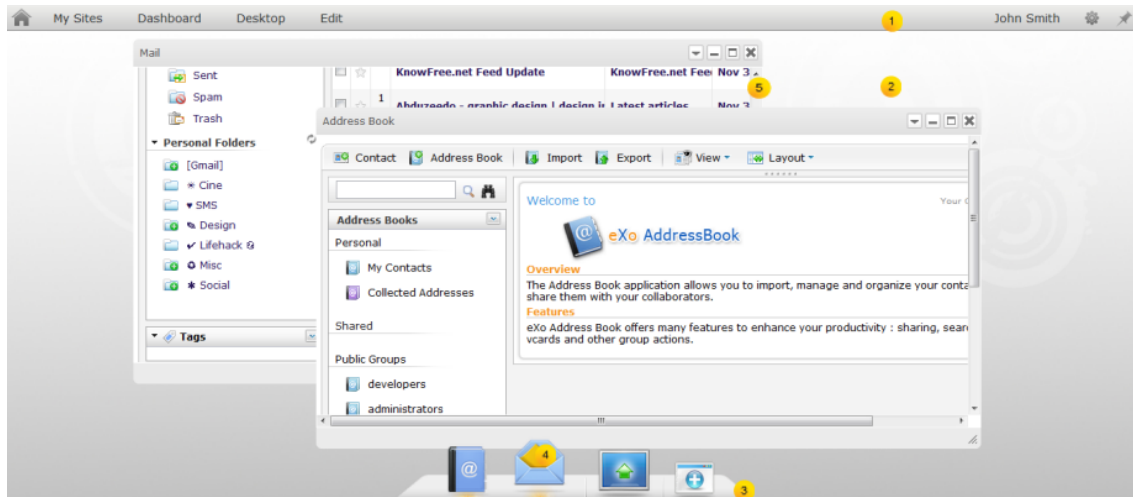 My Sites Dashboard Desktop Edit 1 John Smith
Mail
Sent
KnowFree.net Feed Update KnowFree.net Fee Nov 3
Spam
5
2
1
Abduzeedo - graphic design | design i Latest articles Nov 3
Trash
Address Book
Personal Folders
[Gmail]
Cine
SMS
Design
Lifehack
Misc
Social
Tags
Contact Address Book Import Export View Layout
Address Books
Personal
My Contacts
Collected Addresses
Shared
Public Groups
developers
administrators
Welcome to
Your
eXo AddressBook
Overview
The Address Book application allows you to import, manage and organize your conta
share them with your collaborators.
Features
eXo Address Book offers many features to enhance your productivity : sharing, sear
vcards and other group actions.
4
3